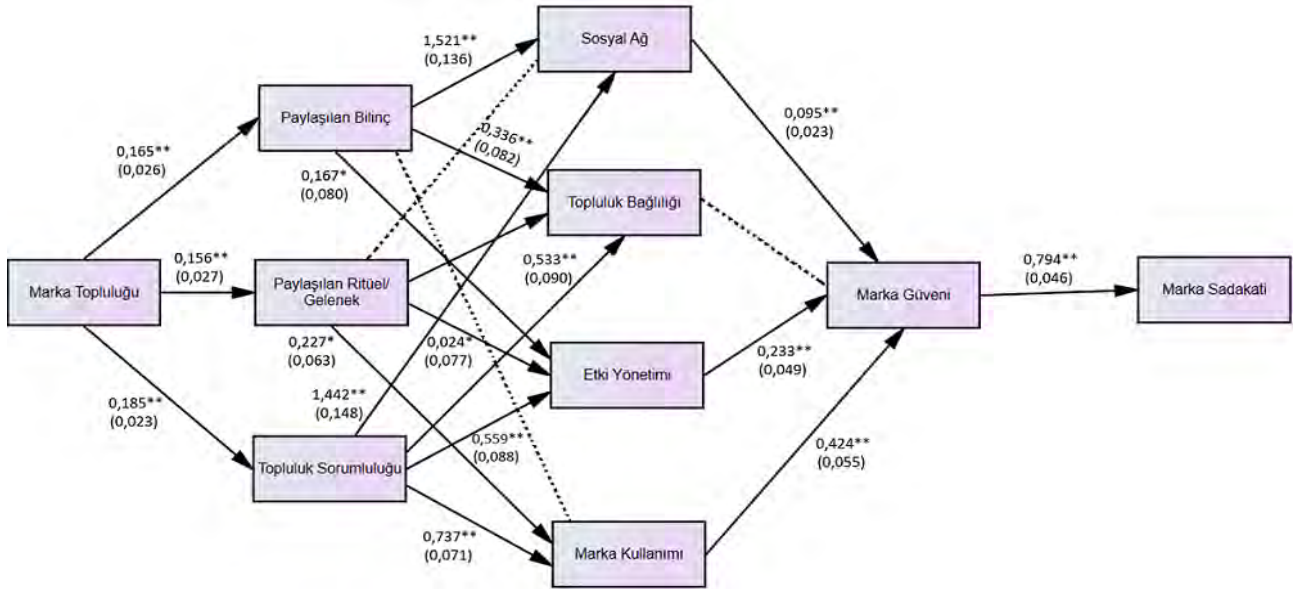 1,521**
(0,136)
Sosyal Ağ
Paylaşılan Bilinç
0,165**
(0,026)
0,336**
(0,082)
0,167*
(0,080)
0,095**
(0,023)
Topluluk Bağlılığı
Marka Topluluğu
0,156**
(0,027)
Paylaşılan Ritüel/
Gelenek
0,533**
(0,090)
Marka Güveni
0,794**
(0,046)
Marka Sadakati
0,227*
(0,063)
0,024*
(0,077)
Etki Yönetimi
0,233**
(0,049)
0,185**
(0,023)
1,442**
(0,148)
Topluluk Sorumluluğu
0,559**
(0,088)
0,424**
(0,055)
0,737**
(0,071)
Marka Kullanımı